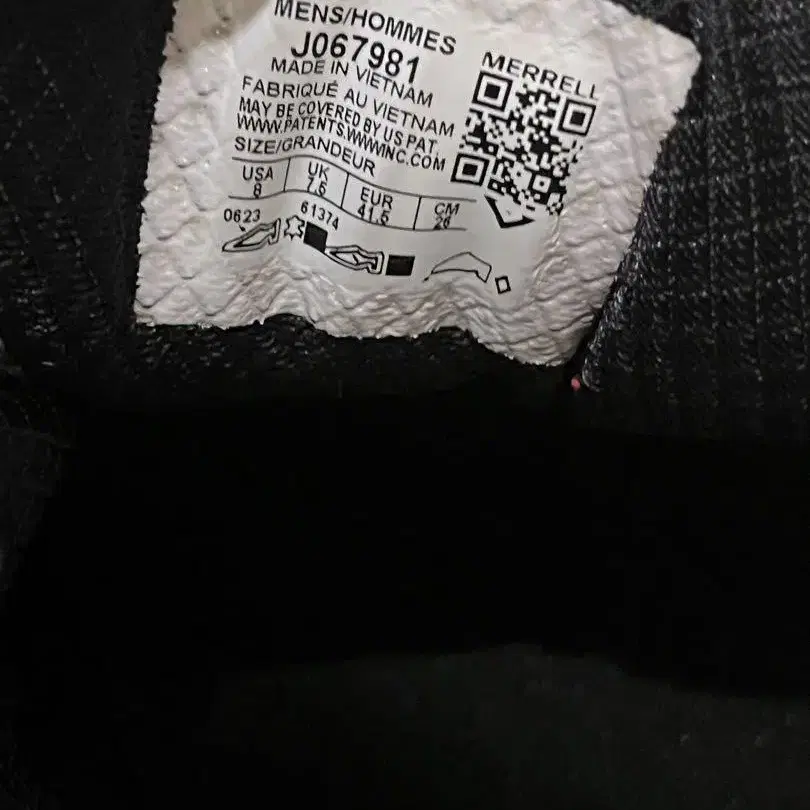 MENS/HOMMES
J067981
MADE IN VIETNAM
FABRIQUÉ AU VIETNAM
MAY BE COVERED BY US PAT.
WWW.PATENTS.WWWINC.COM
SIZE/GRANDEUR
USA UK EUR CM
8 7.5 41.5 26
0623 61374
MERRELL